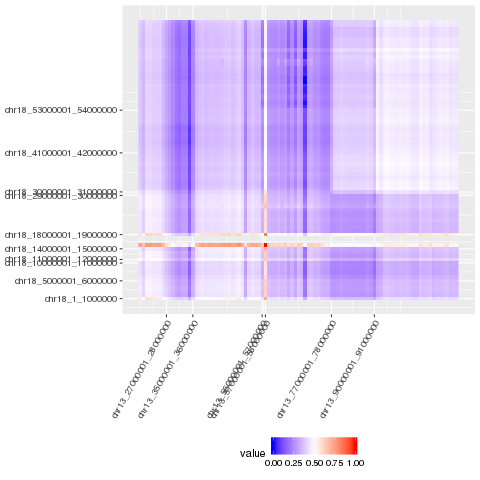 chr18_53000001_54000000
chr18_41000001_42000000
chr18_30000001_31000000
chr18_29000001_30000000
chr18_18000001_19000000
chr18_14000001_15000000
chr18_11000001_12000000
chr18_5000001_6000000
chr18_1_1000000
chr13_27000001_28000000
chr13_35000001_36000000
chr13_77000001_78000000
chr13_90000001_91000000
value
0.00 0.25 0.50 0.75 1.00